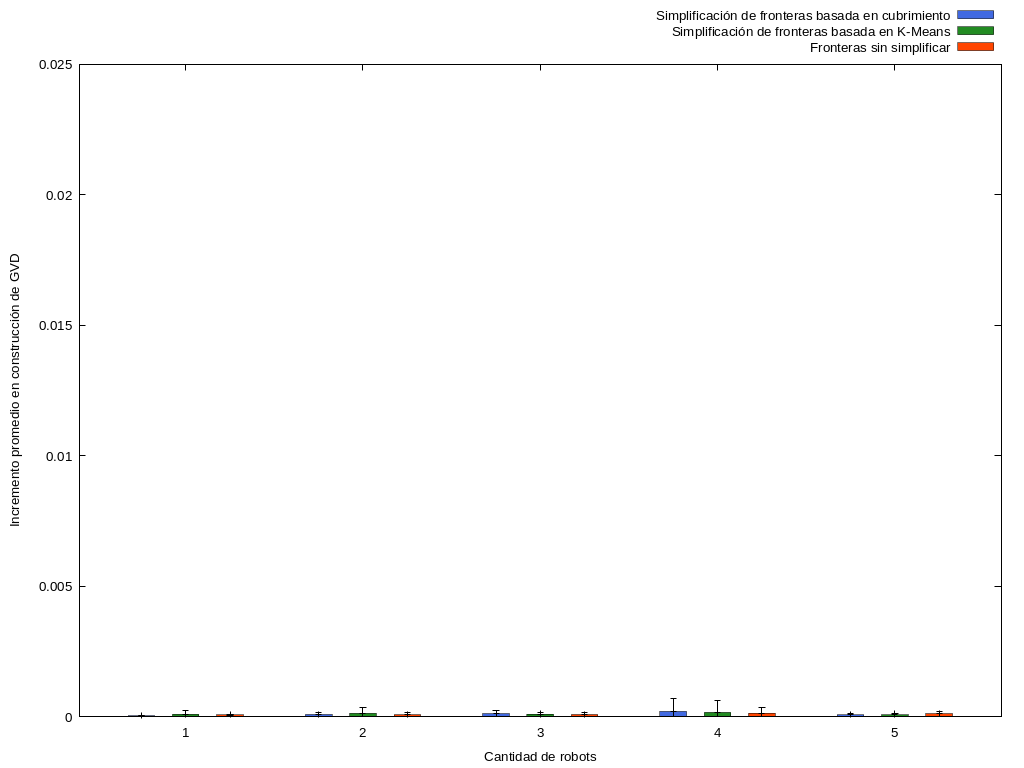 Simplificación de fronteras basada en cubrimiento
Simplificación de fronteras basada en K-Means
Fronteras sin simplificar
0.025
0.02
0.015
0.01
0.005
0
Incremento promedio en construcción de GVD
1 2 3 4 5
Cantidad de robots